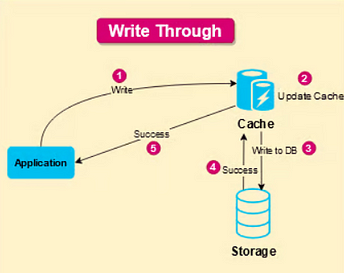 Write Through
1
Write
2
Update Cache
Cache
Success
5
Application
Write to DB
3
4
Success
Storage